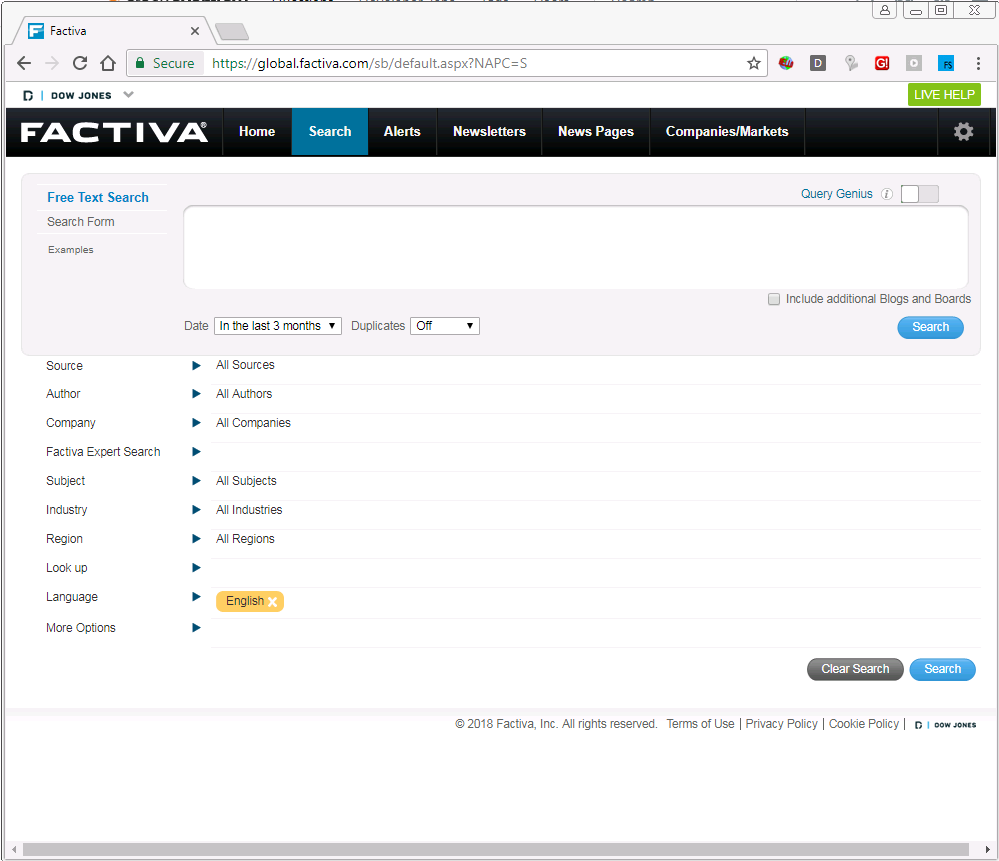 Factiva
Secure https://global.factiva.com/sb/default.aspx?NAPC=S
D G! D FS
D | DOW JONES LIVE HELP
FACTIVA® Home Search Alerts Newsletters News Pages Companies/Markets
Free Text Search Query Genius i
Search Form
Examples
Include additional Blogs and Boards
Date In the last 3 months Duplicates Off Search
Source All Sources
Author All Authors
Company All Companies
Factiva Expert Search
Subject All Subjects
Industry All Industries
Region All Regions
Look up
Language English
More Options
Clear Search Search
© 2018 Factiva, Inc. All rights reserved. Terms of Use | Privacy Policy | Cookie Policy | D | DOW JONES